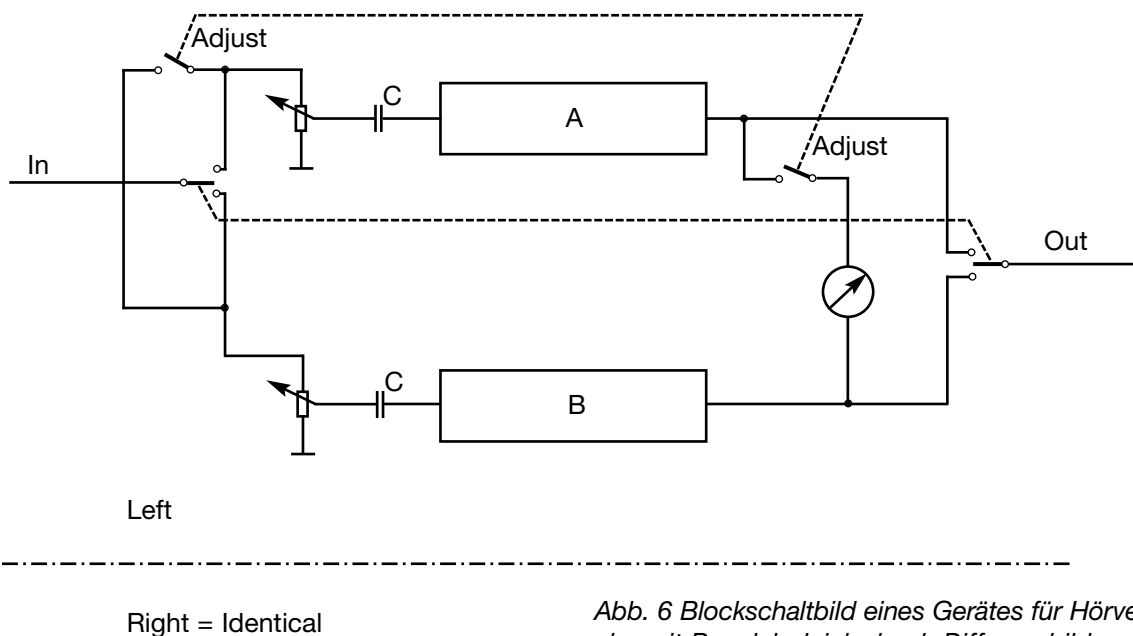 Adjust
C
A
In
Adjust
Out
C
B
Left
Right = Identical
Abb. 6 Blockschaltbild eines Gerätes für